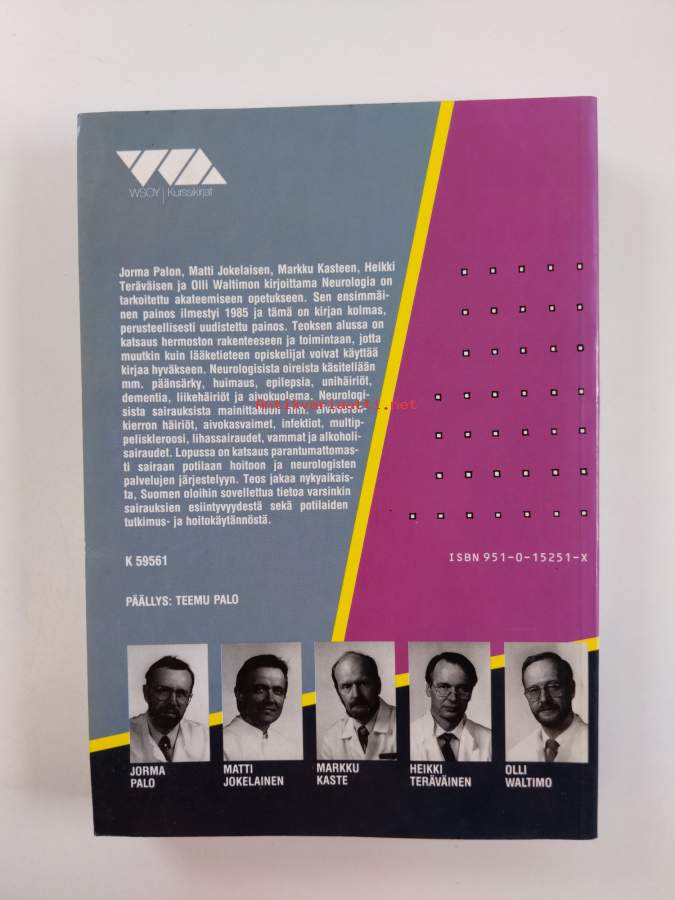 WSOY | Kurssikirjat
Jorma Palon, Matti Jokelaisen, Markku Kasteen, Heikki
Teräväisen ja Olli Waltimon kirjoittama Neurologia on
tarkoitettu akateemiseen opetukseen. Sen ensimmäi-
nen painos ilmestyi 1985 ja tämä on kirjan kolmas,
perusteellisesti uudistettu painos. Teoksen alussa on
katsaus hermoston rakenteeseen ja toimintaan, jotta
muutkin kuin lääketieteen opiskelijat voivat käyttää
kirjaa hyväkseen. Neurologisista oireista käsitellään
mm. päänsärky, huimaus, epilepsia, unihäiriöt,
dementia, liikehäiriöt ja aivokuolema. Neurologi-
sista sairauksista mainittakoot mm. aivoveren-
kierron häiriöt, aivokasvaimet, infektiot, multip-
peliskleroosi, lihassairaudet, vammat ja alkoholi-
sairaudet. Lopussa on katsaus parantumattomas-
ti sairaan potilaan hoitoon ja neurologisten
palvelujen järjestelyyn. Teos jakaa nykyaikais-
ta, Suomen oloihin sovellettua tietoa varsinkin
sairauksien esiintyvyydestä sekä potilaiden
tutkimus- ja hoitokäytännöstä.
Antikvariaatti.net
K 59561
ISBN 951-0-15251-X
PÄÄLLYS: TEEMU PALO
JORMA
PALO
MATTI
JOKELAINEN
MARKKU
KASTE
HEIKKI
TERÄVÄINEN
OLLI
WALTIMO